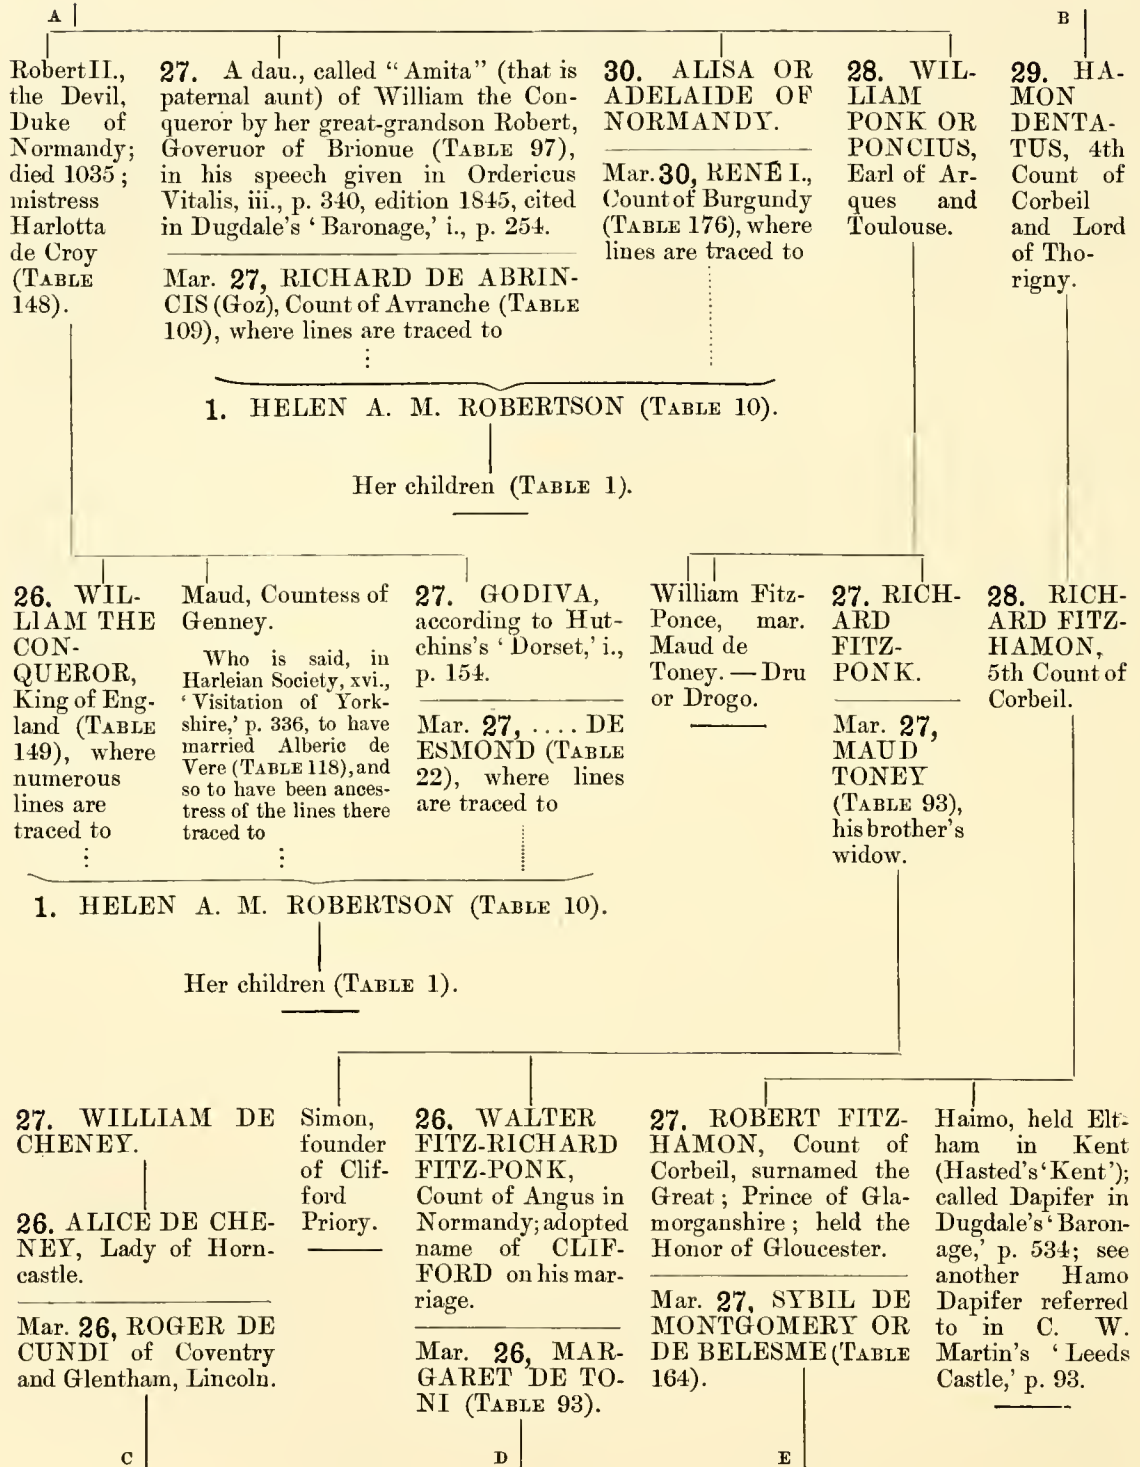 A
B
Robert II.,
the Devil,
Duke of
Normandy;
died 1035;
mistress
Harlotta
de Croy
(TABLE
148).
27. A dau., called "Amita" (that is
paternal aunt) of William the Con-
queror by her great-grandson Robert,
Goveruor of Brionue (TABLE 97),
in his speech given in Ordericus
Vitalis, iii., p. 340, edition 1845, cited
in Dugdale's 'Baronage,' i., p. 254.
Mar. 27, RICHARD DE ABRIN-
CIS (Goz), Count of Avranche (TABLE
109), where lines are traced to
30. ALISA OR
ADELAIDE OF
NORMANDY.
Mar. 30, RENÉ I.,
Count of Burgundy
(TABLE 176), where
lines are traced to
28. WIL-
LIAM
PONK OR
PONCIUS,
Earl of Ar-
ques and
Toulouse.
29. HA-
MON
DENTA-
TUS, 4th
Count of
Corbeil
and Lord
of Tho-
rigny.
1. HELEN A. M. ROBERTSON (TABLE 10).
Her children (TABLE 1).
26. WIL-
LIAM THE
CON-
QUEROR,
King of Eng-
land (TABLE
149), where
numerous
lines are
traced to
Maud, Countess of
Genney.
Who is said, in
Harleian Society, xvi.,
'Visitation of York-
shire,' p. 336, to have
married Alberic de
Vere (TABLE 118), and
so to have been ances-
tress of the lines there
traced to
27. GODIVA,
according to Hut-
chins's 'Dorset,' i.,
p. 154.
Mar. 27, .... DE
ESMOND (TABLE
22), where lines
are traced to
William Fitz-
Ponce, mar.
Maud de
Toney. — Dru
or Drogo.
27. RICH-
ARD
FITZ-
PONK.
Mar. 27,
MAUD
TONEY
(TABLE 93),
his brother's
widow.
28. RICH-
ARD FITZ-
HAMON,
5th Count of
Corbeil.
1. HELEN A. M. ROBERTSON (TABLE 10).
Her children (TABLE 1).
27. WILLIAM DE
CHENEY.
26. ALICE DE CHE-
NEY, Lady of Horn-
castle.
Mar. 26, ROGER DE
CUNDI of Coventry
and Glentham, Lincoln.
Simon,
founder
of Clif-
ford
Priory.
26. WALTER
FITZ-RICHARD
FITZ-PONK,
Count of Angus in
Normandy; adopted
name of CLIF-
FORD on his mar-
riage.
Mar. 26, MAR-
GARET DE TO-
NI (TABLE 93).
27. ROBERT FITZ-
HAMON, Count of
Corbeil, surnamed the
Great; Prince of Gla-
morganshire; held the
Honor of Gloucester.
Mar. 27, SYBIL DE
MONTGOMERY OR
DE BELESME (TABLE
164).
Haimo, held Elt-
ham in Kent
(Hasted's 'Kent');
called Dapifer in
Dugdale's 'Baron-
age,' p. 534; see
another Hamo
Dapifer referred
to in C. W.
Martin's 'Leeds
Castle,' p. 93.
C
D
E